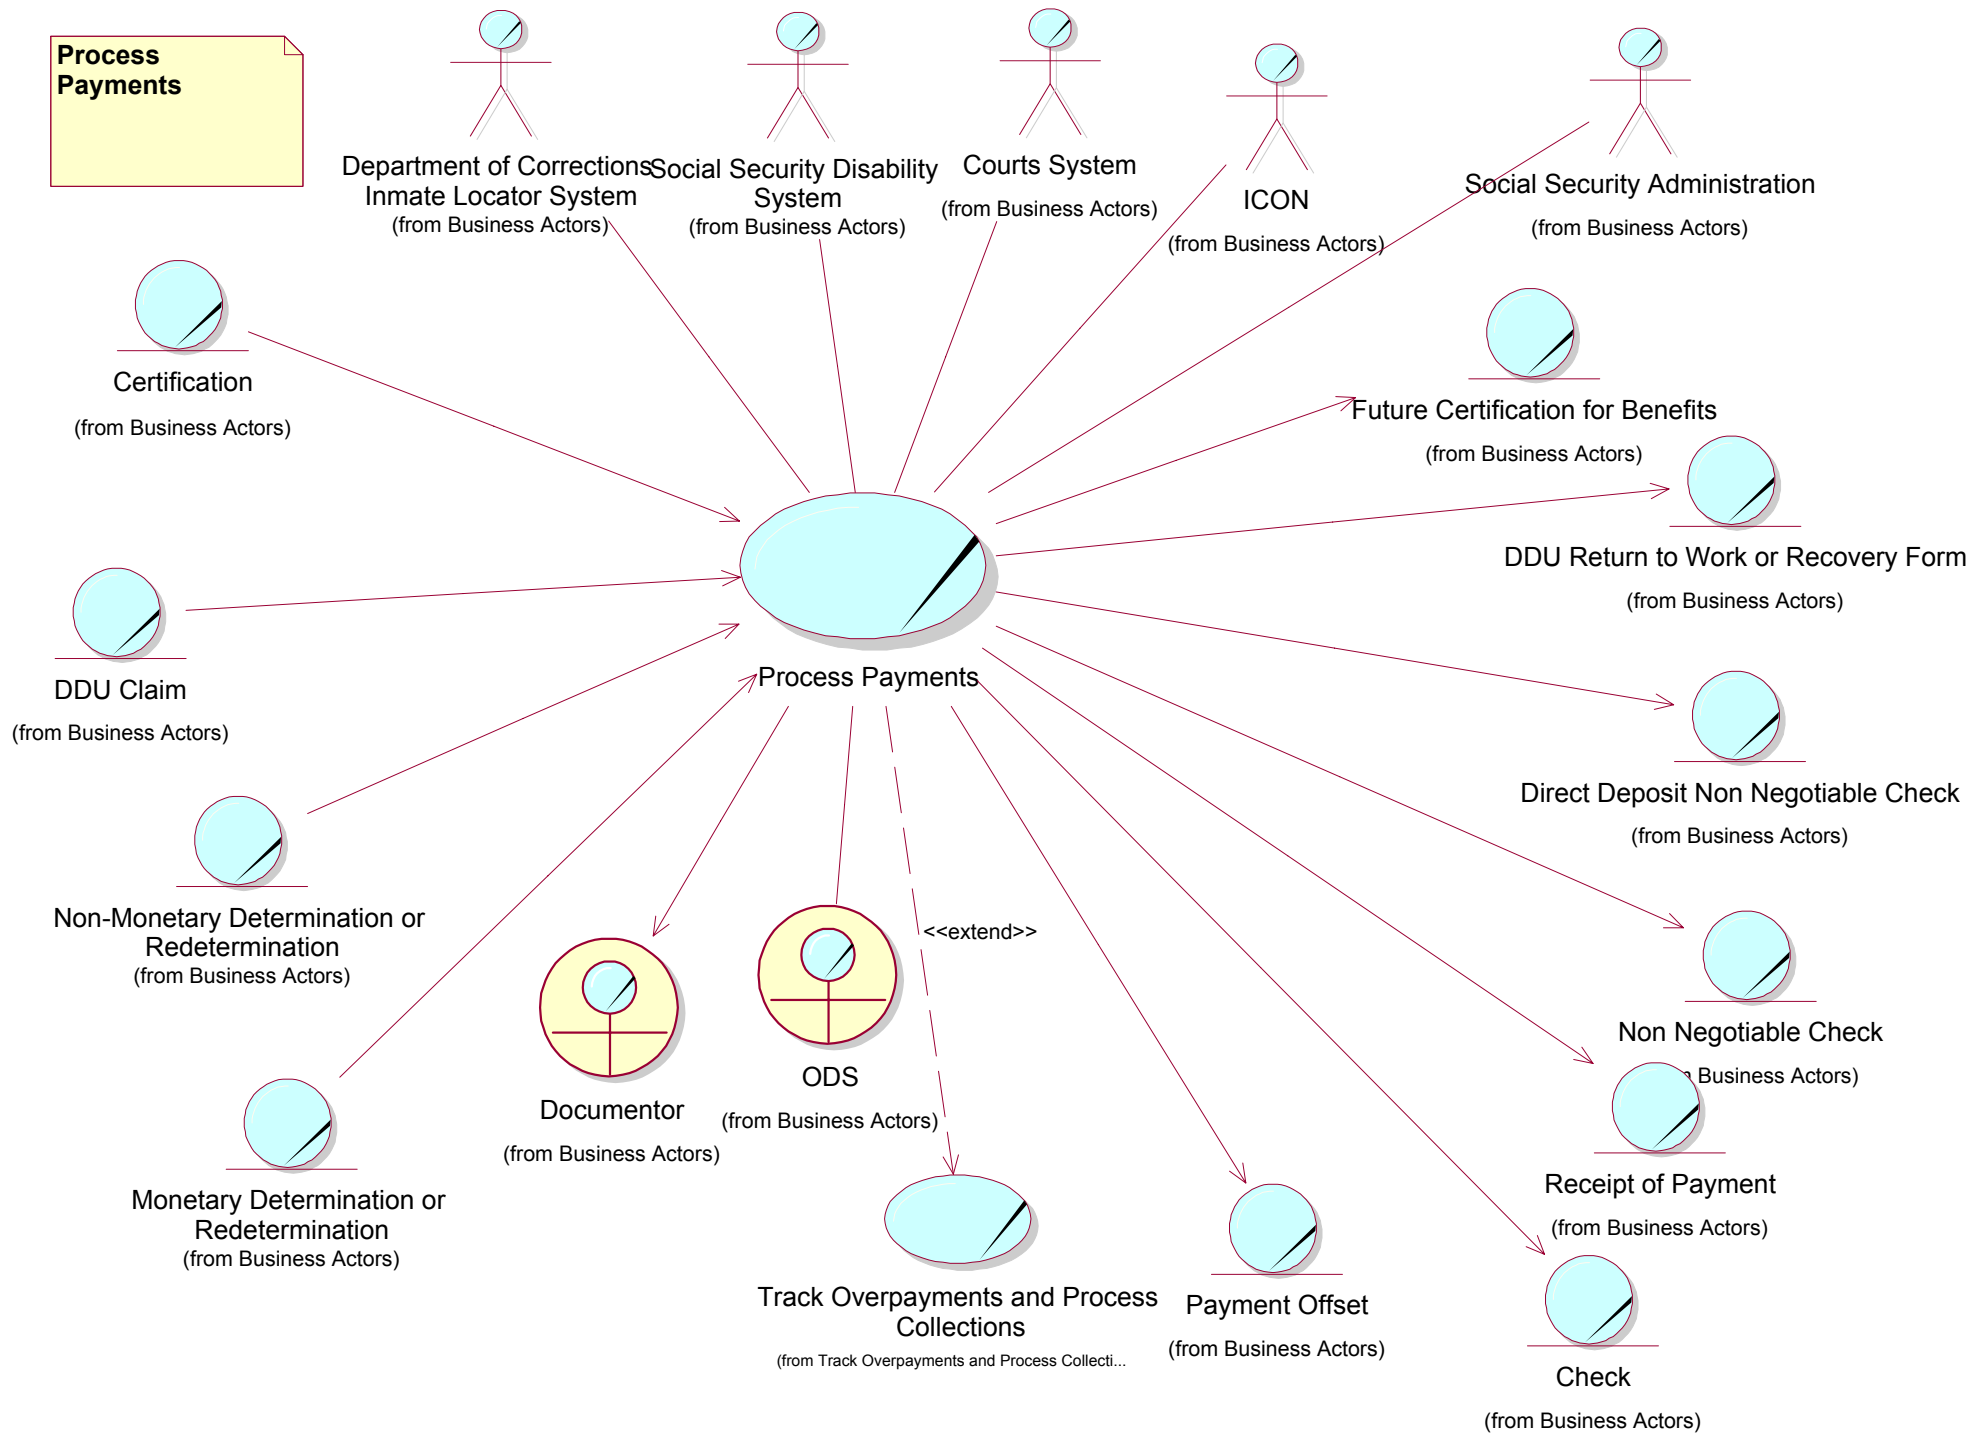 Process
Payments
Department of Corrections
Inmate Locator System
(from Business Actors)
Social Security Disability
System
(from Business Actors)
Courts System
(from Business Actors)
ICON
(from Business Actors)
Social Security Administration
(from Business Actors)
Certification
(from Business Actors)
Future Certification for Benefits
(from Business Actors)
DDU Return to Work or Recovery Form
(from Business Actors)
DDU Claim
(from Business Actors)
Process Payments
Direct Deposit Non Negotiable Check
(from Business Actors)
Non-Monetary Determination or
Redetermination
(from Business Actors)
<<extend>>
Non Negotiable Check
Business Actors)
ODS
(from Business Actors)
Documentor
(from Business Actors)
Receipt of Payment
(from Business Actors)
Monetary Determination or
Redetermination
(from Business Actors)
Track Overpayments and Process
Collections
(from Track Overpayments and Process Collecti...
Payment Offset
(from Business Actors)
Check
(from Business Actors)